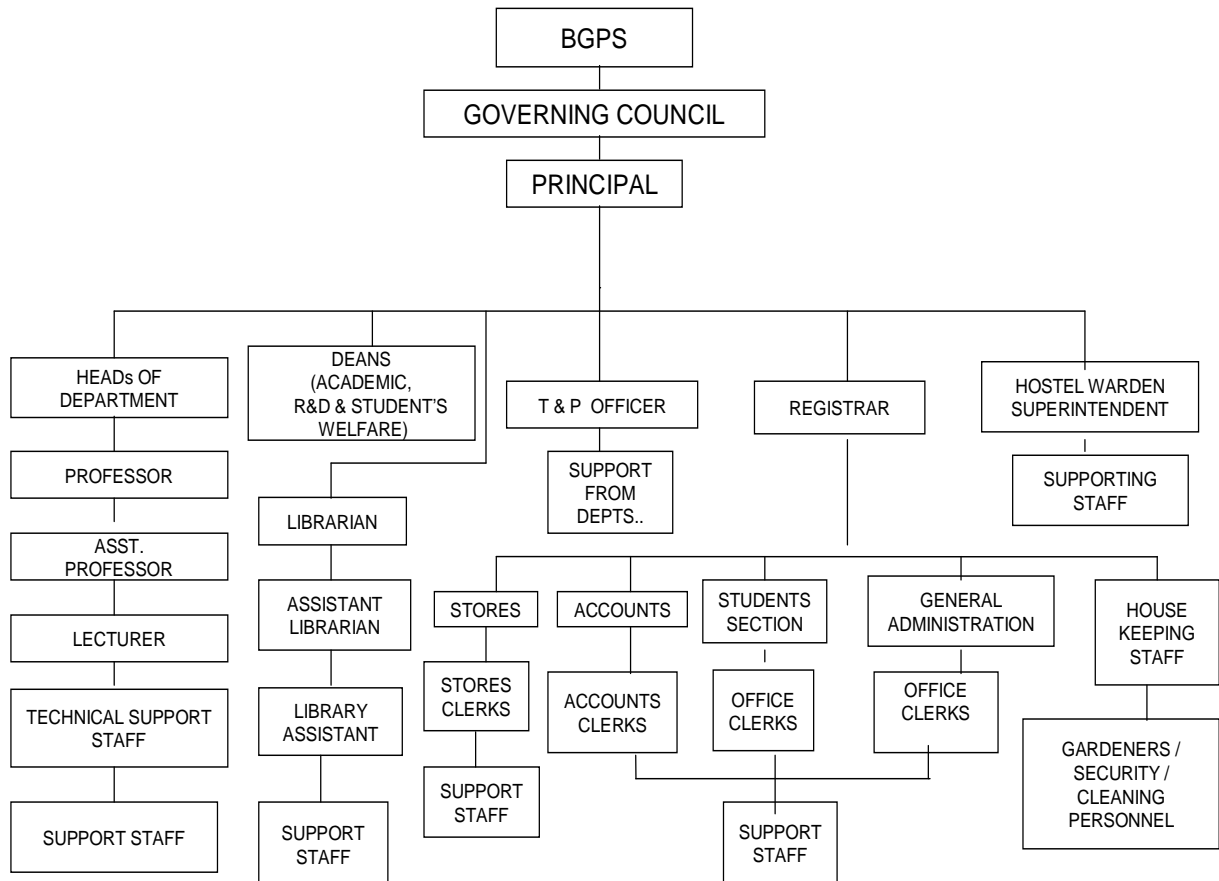 BGPS
GOVERNING COUNCIL
PRINCIPAL
HEADs OF
DEPARTMENT
DEANS
(ACADEMIC,
R&D & STUDENT'S
WELFARE)
T & P OFFICER
REGISTRAR
HOSTEL WARDEN
SUPERINTENDENT
PROFESSOR
SUPPORT
FROM
DEPTS..
SUPPORTING
STAFF
LIBRARIAN
ASST.
PROFESSOR
ASSISTANT
LIBRARIAN
STORES
ACCOUNTS
STUDENTS
SECTION
GENERAL
ADMINISTRATION
HOUSE
KEEPING
STAFF
LECTURER
STORES
CLERKS
ACCOUNTS
CLERKS
OFFICE
CLERKS
OFFICE
CLERKS
TECHNICAL SUPPORT
STAFF
LIBRARY
ASSISTANT
GARDENERS /
SECURITY /
CLEANING
PERSONNEL
SUPPORT
STAFF
SUPPORT STAFF
SUPPORT
STAFF
SUPPORT
STAFF